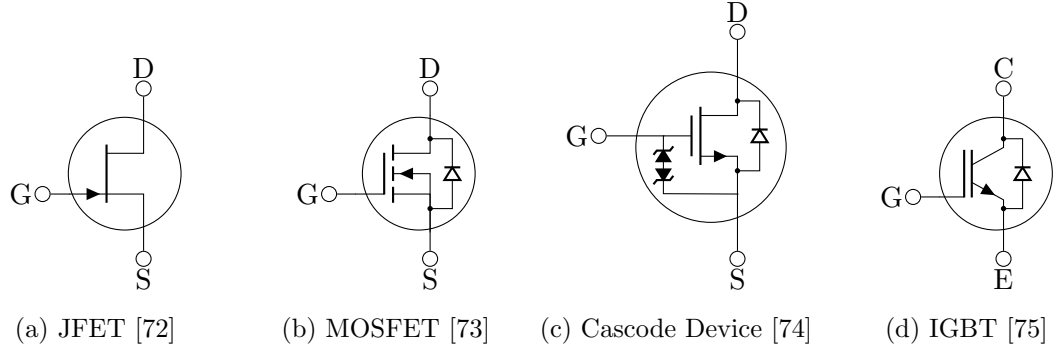 D
D
D
C
G
G
G
G
S
S
S
E
(a) JFET [72]
(b) MOSFET [73]
(c) Cascode Device [74]
(d) IGBT [75]